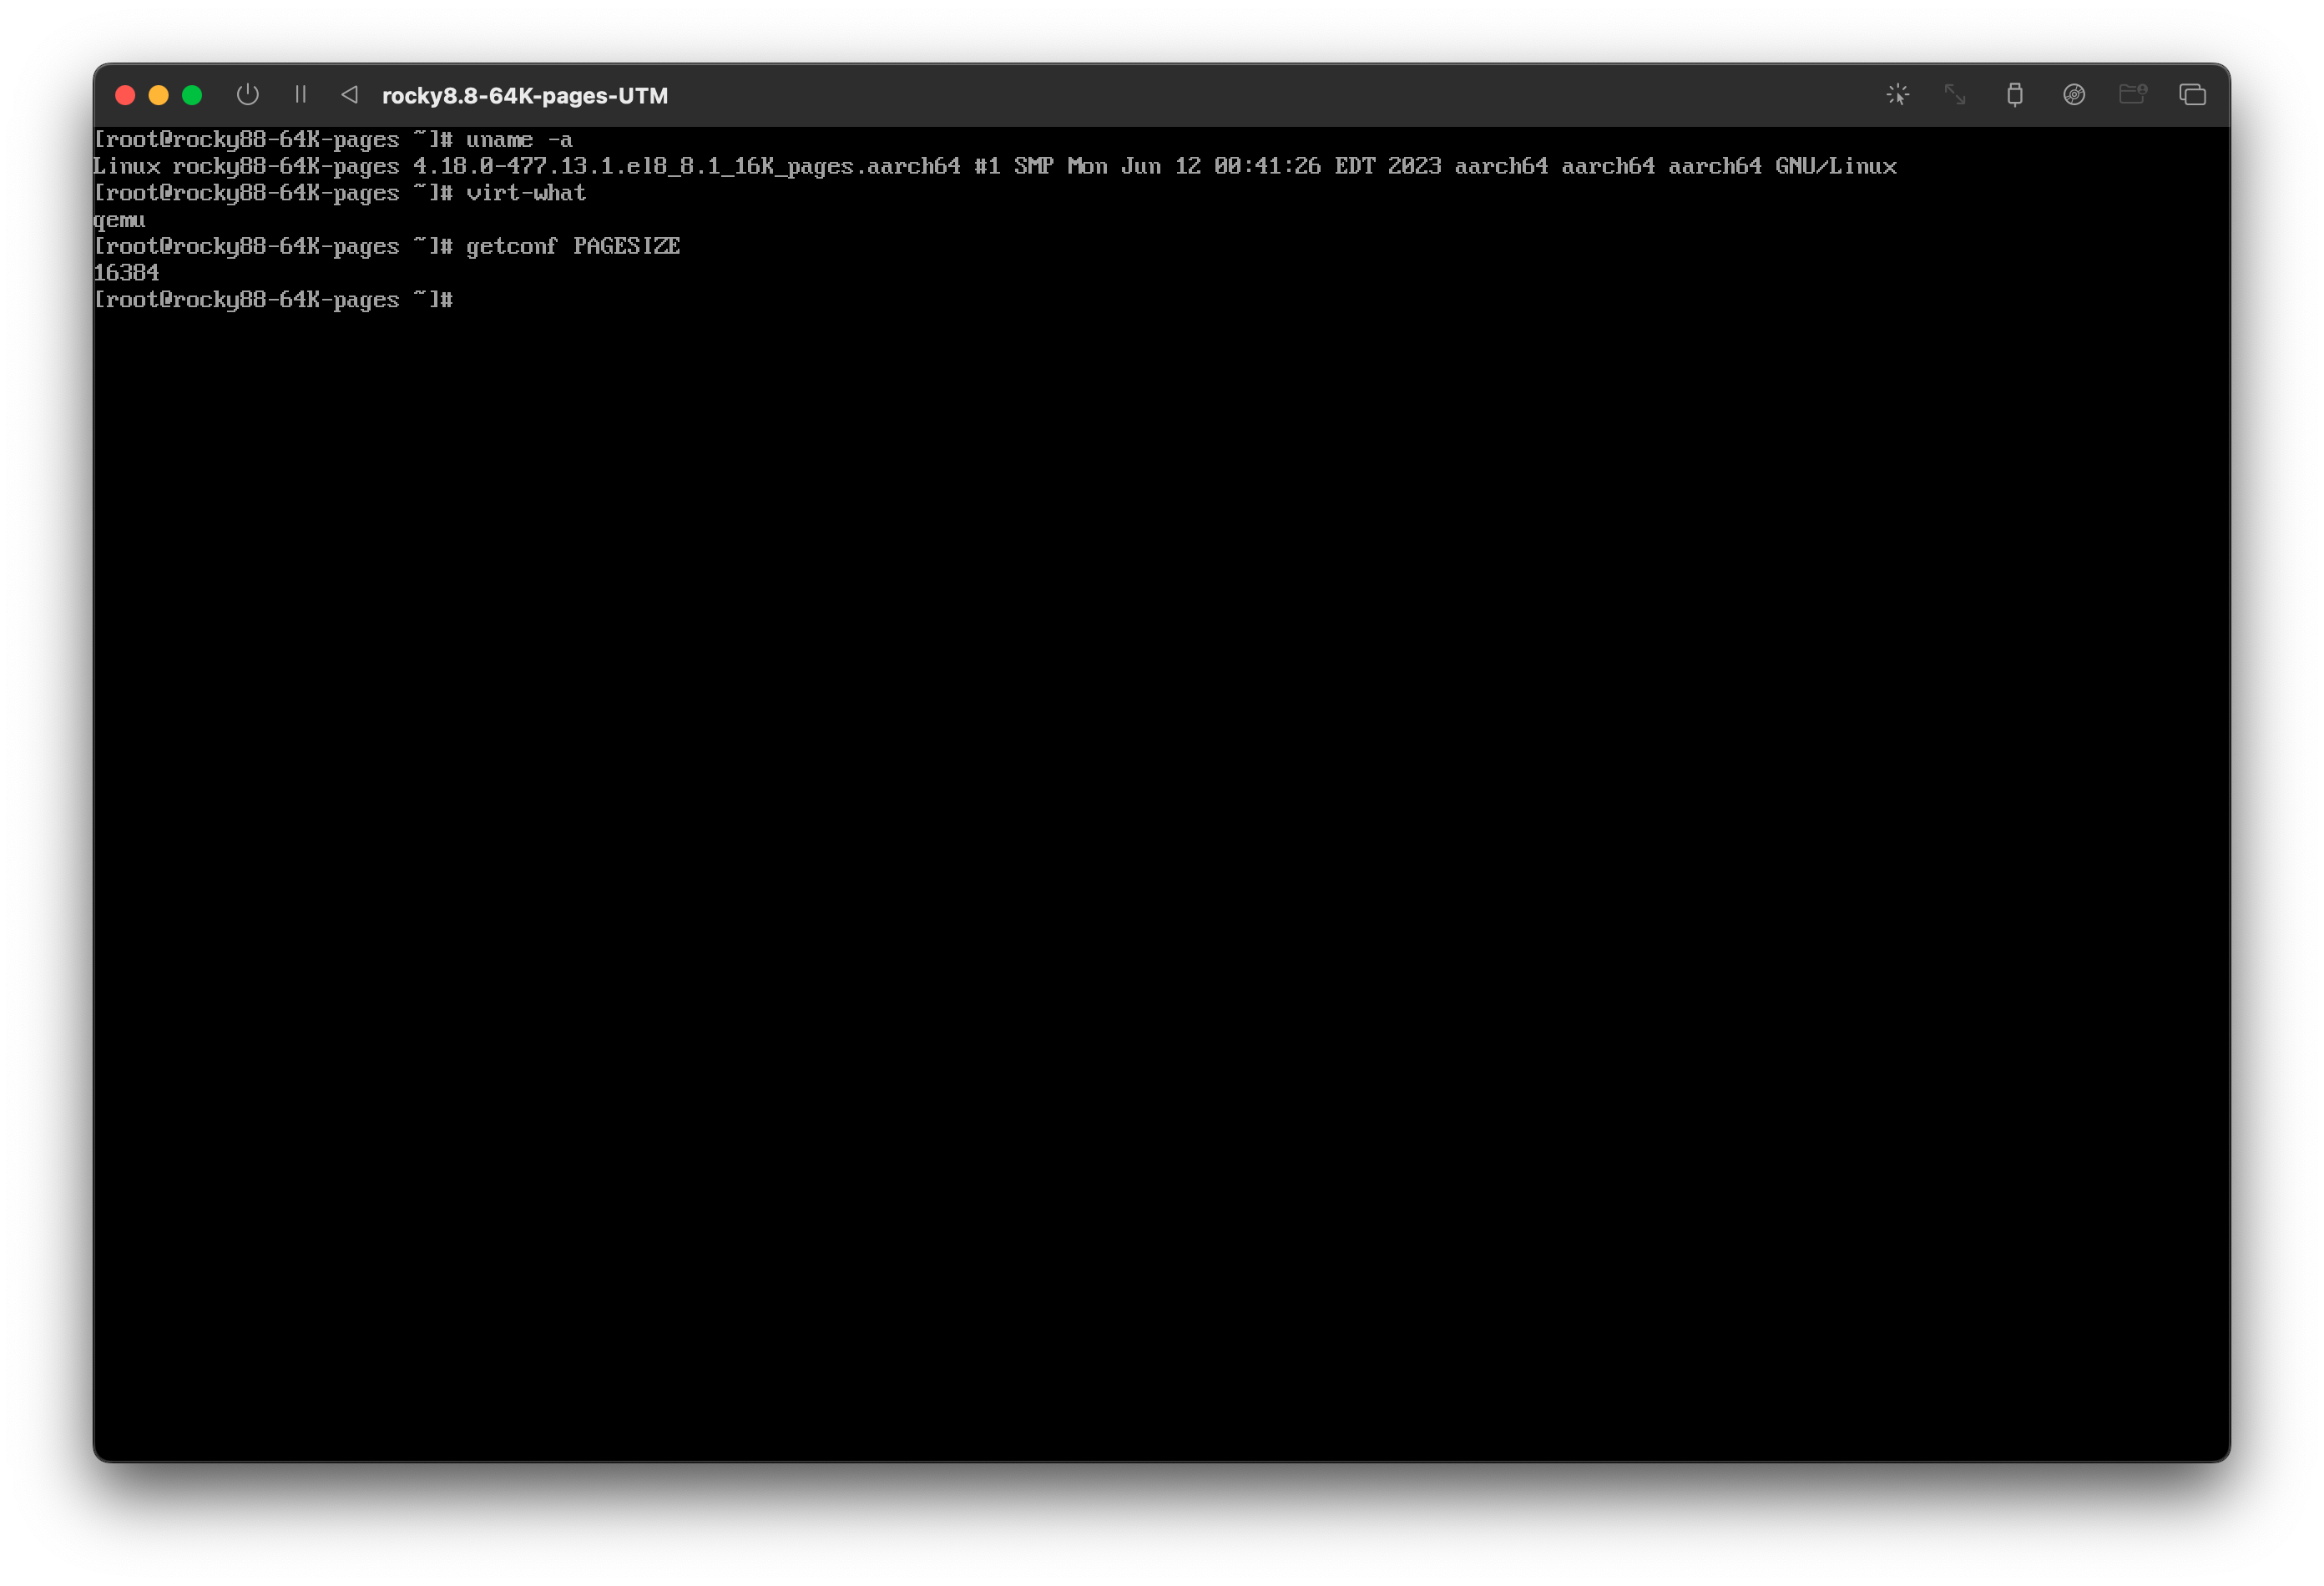 rocky8.8-64K-pages-UTM
[root@rocky88-64K-pages ~]# uname -a
Linux rocky88-64K-pages 4.18.0-477.13.1.el8_8.1_16K_pages.aarch64 #1 SMP Mon Jun 12 00:41:26 EDT 2023 aarch64 aarch64 aarch64 GNU/Linux
[root@rocky88-64K-pages ~]# virt-what
qemu
[root@rocky88-64K-pages ~]# getconf PAGESIZE
16384
[root@rocky88-64K-pages ~]#